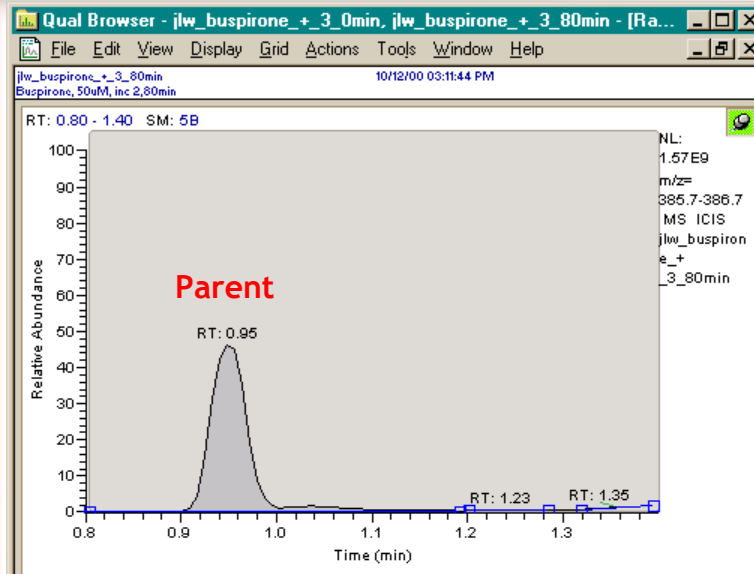 Qual Browser - jlw_buspirone_+_3_0min, jlw_buspirone_+_3_80min - [Ra...
File Edit View Display Grid Actions Tools Window Help
jlw_buspirone_+_3_80min 10/12/00 03:11:44 PM
Buspirone, 50uM, inc 2,80min
RT: 0.80 - 1.40 SM: 5B
NL:
1.57E9
m/z=
385.7-386.7
MS ICIS
jlw_buspiron
e_+
_3_80min
100
90
80
70
60
50
40
30
20
10
0
Relative Abundance
Parent
RT: 0.95
RT: 1.23
RT: 1.35
0.8 0.9 1.0 1.1 1.2 1.3
Time (min)